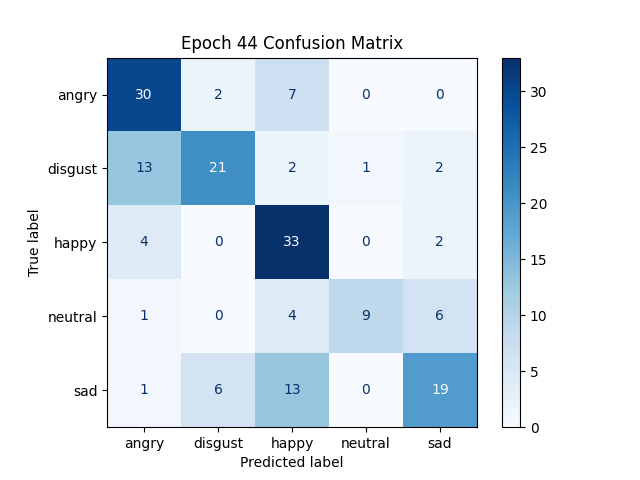 Epoch 44 Confusion Matrix
angry 30 2 7 0 0
disgust 13 21 2 1 2
happy 4 0 33 0 2
neutral 1 0 4 9 6
sad 1 6 13 0 19
angry disgust happy neutral sad
Predicted label
True label
30
25
20
15
10
5
0